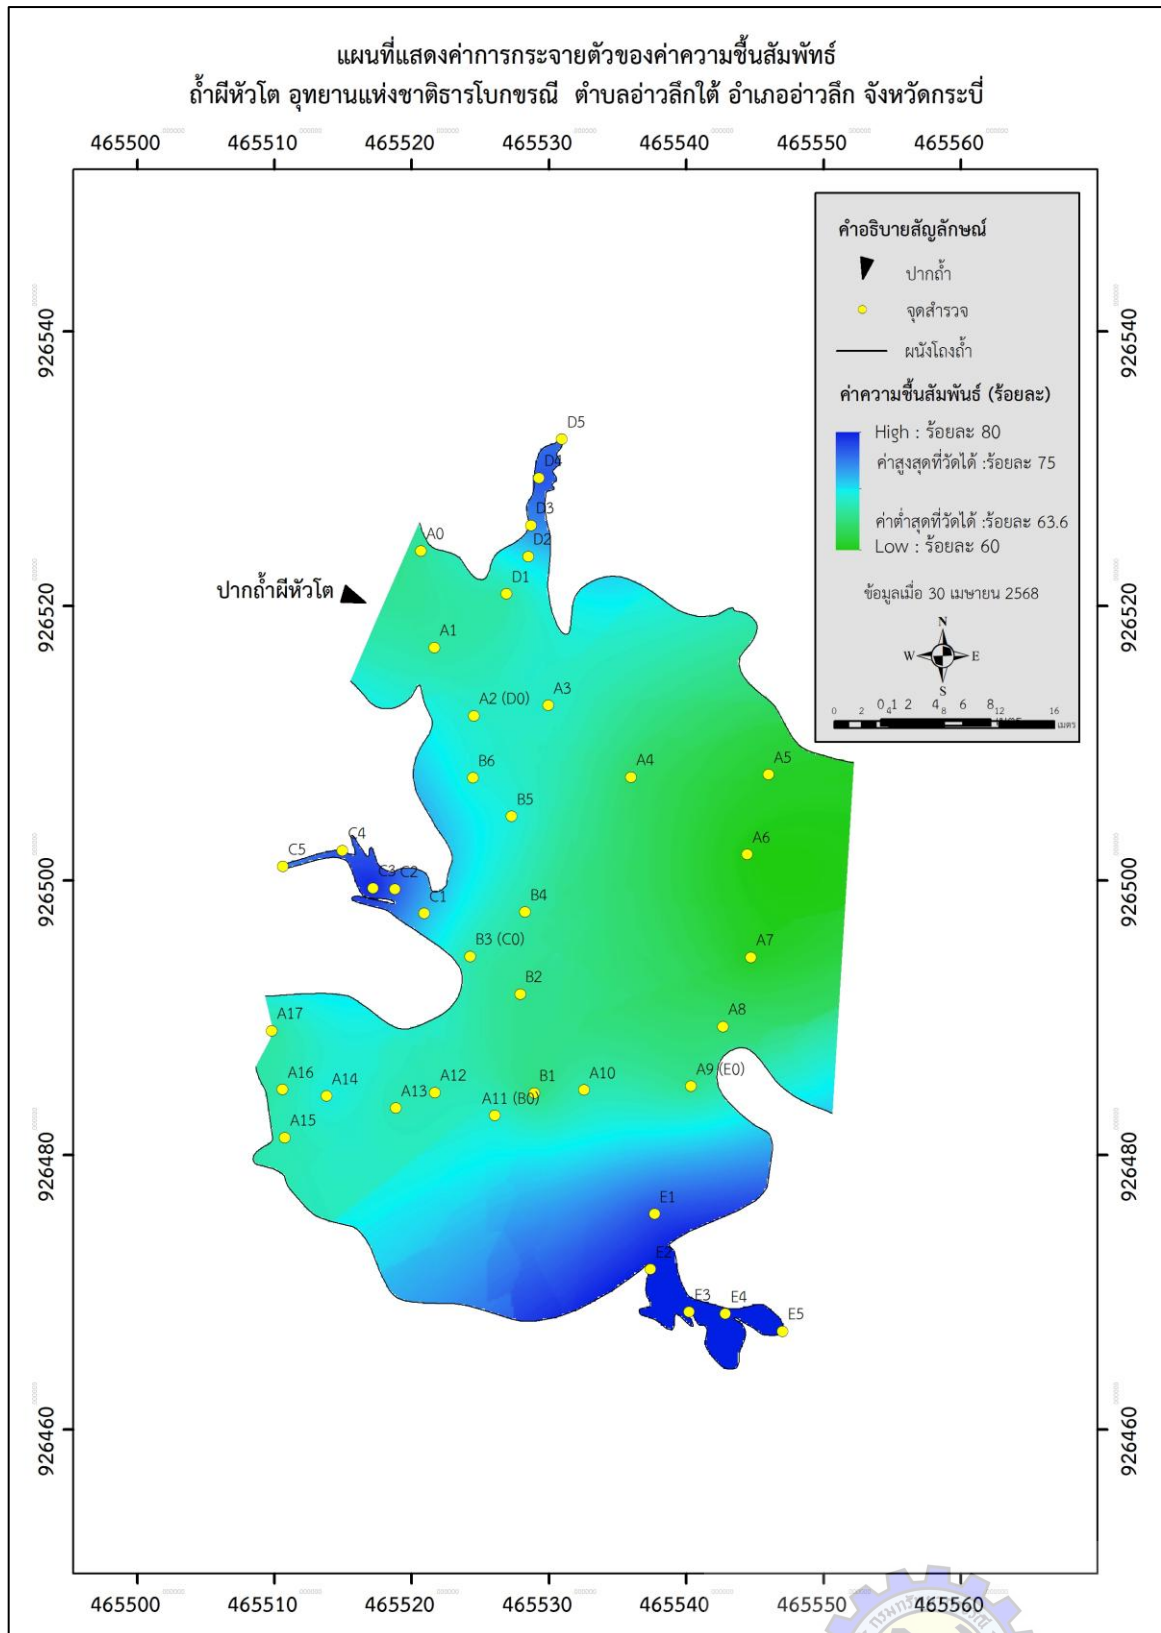 แผนที่แสดงค่าการกระจายตัวของค่าความชื้นสัมพัทธ์
ถ้ำผีหัวโต อุทยานแห่งชาติธารโบกขรณี ตำบลอ่าวลึกใต้ อำเภออ่าวลึก จังหวัดกระบี่
465500 465510 465520 465530 465540 465550 465560
คำอธิบายสัญลักษณ์
ปากถ้ำ
จุดสำรวจ
ผนังโถงถ้ำ
ค่าความชื้นสัมพันธ์ (ร้อยละ)
High : ร้อยละ 80
ค่าสูงสุดที่วัดได้ :ร้อยละ 75
ค่าต่ำสุดที่วัดได้ :ร้อยละ 63.6
Low : ร้อยละ 60
ข้อมูลเมื่อ 30 เมษายน 2568
N
W E
S
0 1 2 4 6 8
0 2 4 8 12 16
เมตร
926540 926540
D5
D4
D3
A0
D2
926520 926520
D1
ปากถ้ำผีหัวโต
A1
A2 (D0)
A3
B6
A4
A5
B5
C4
A6
C5
926500 926500
C3
C2
C1
B4
B3 (C0)
A7
B2
A17
A8
A16
A14
A13
A12
B1
A10
A9 (E0)
A11 (B0)
A15
926480 926480
E1
E2
E3
E4
E5
926460 926460
465500 465510 465520 465530 465540 465550 465560